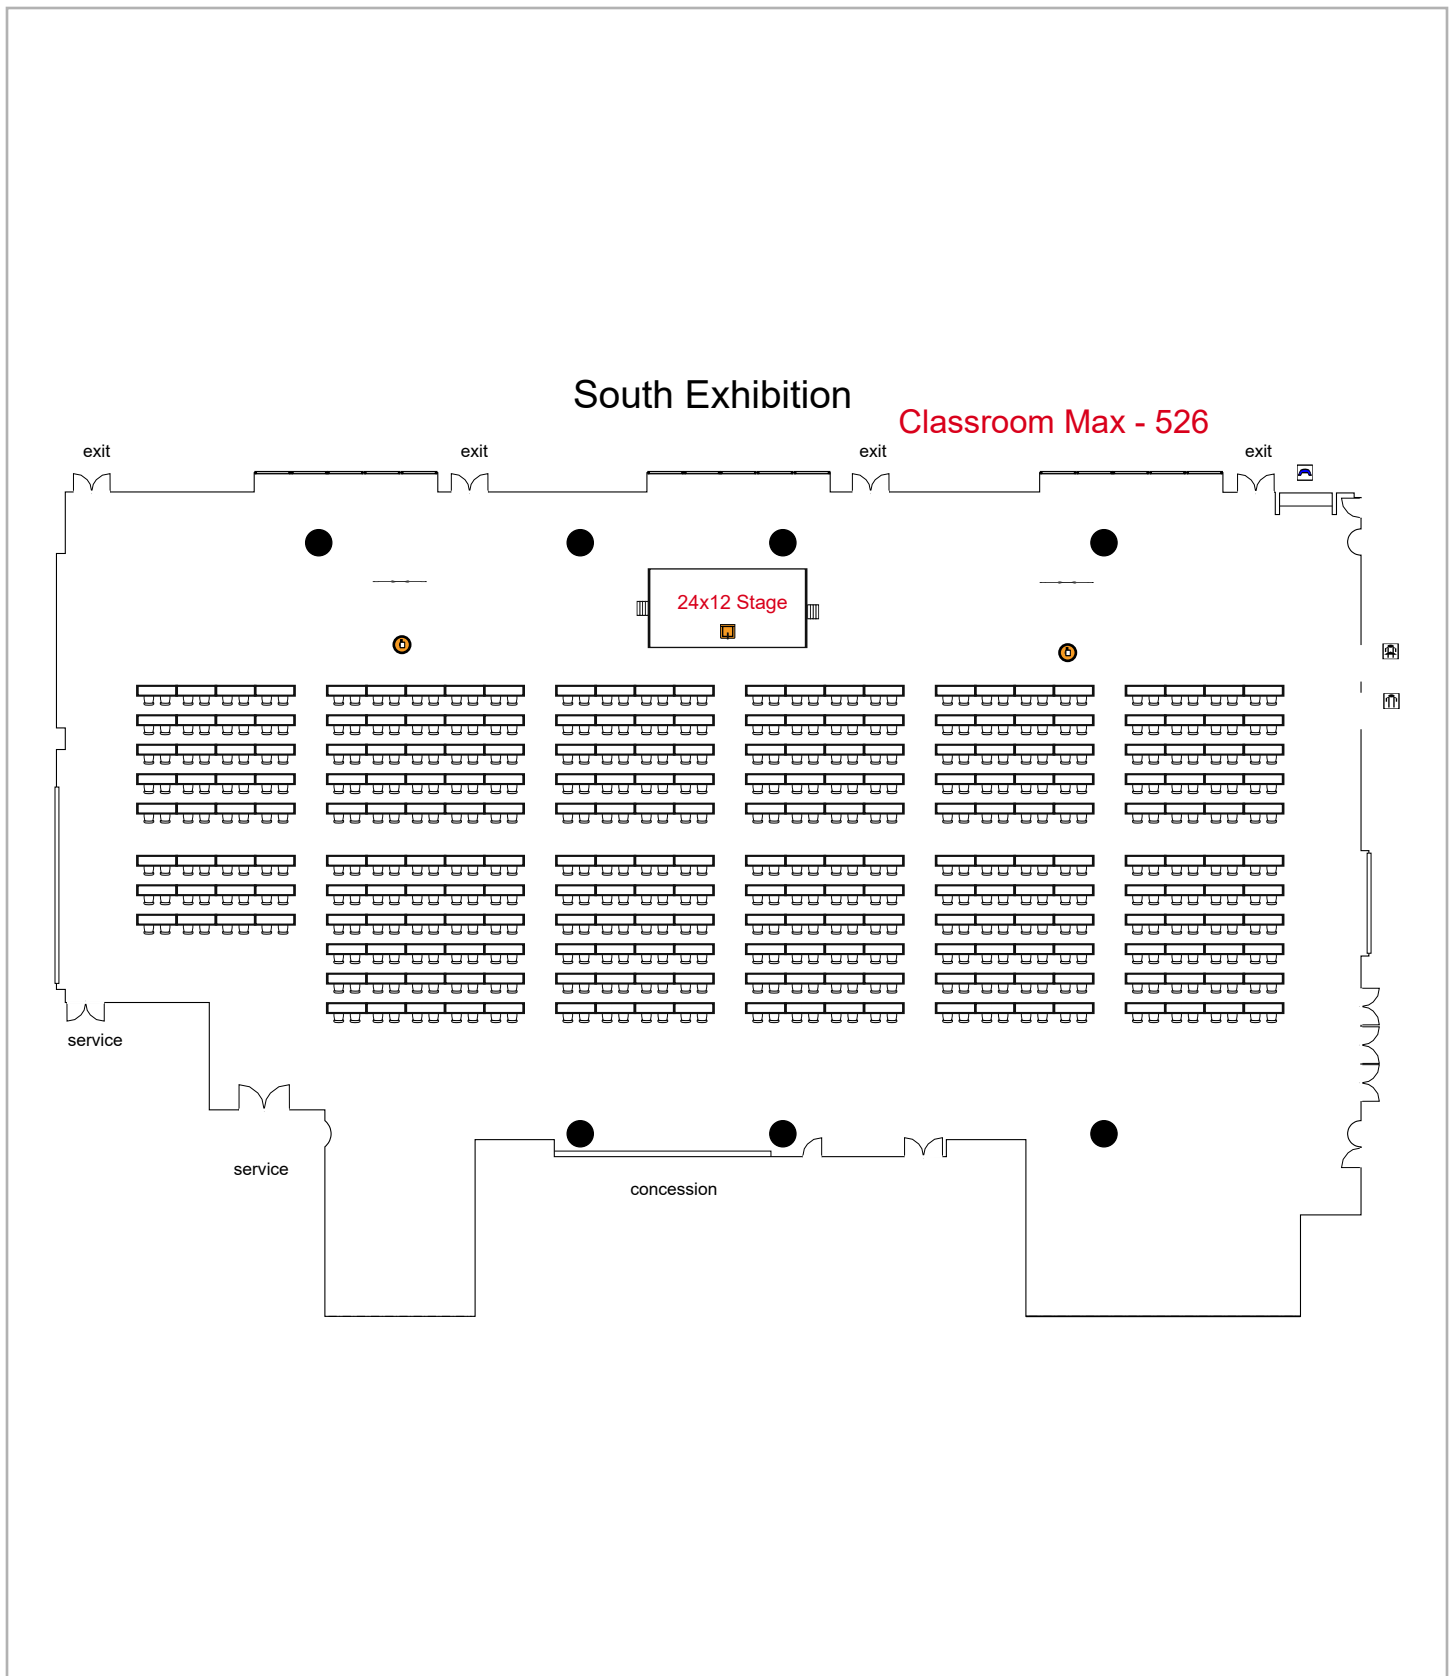 South Exhibition
Classroom Max - 526
exit
exit
exit
exit
24x12 Stage
service
service
concession